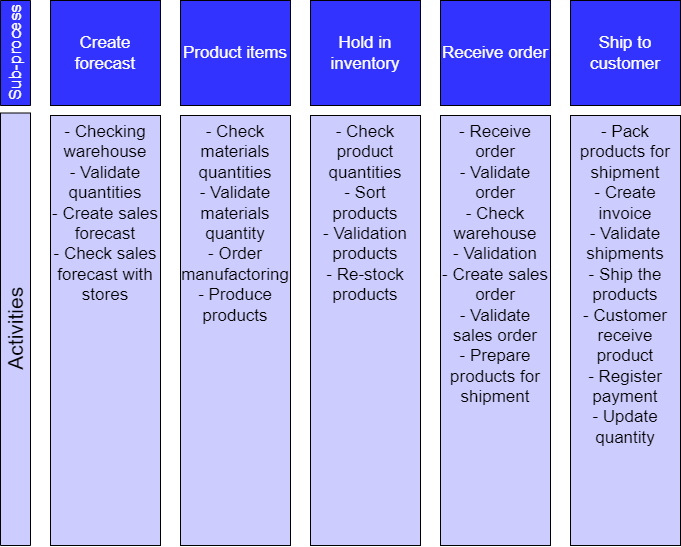 Sub-process
Create
forecast
Product items
Hold in
inventory
Receive order
Ship to
customer
Activities
- Checking
warehouse
- Validate
quantities
- Create sales
forecast
- Check sales
forecast with
stores
- Check
materials
quantities
- Validate
materials
quantity
- Order
manufactoring
- Produce
products
- Check
product
quantities
- Sort
products
- Validation
products
- Re-stock
products
- Receive
order
- Validate
order
- Check
warehouse
- Validation
- Create sales
order
- Validate
sales order
- Prepare
products for
shipment
- Pack
products for
shipment
- Create
invoice
- Validate
shipments
- Ship the
products
- Customer
receive
product
- Register
payment
- Update
quantity